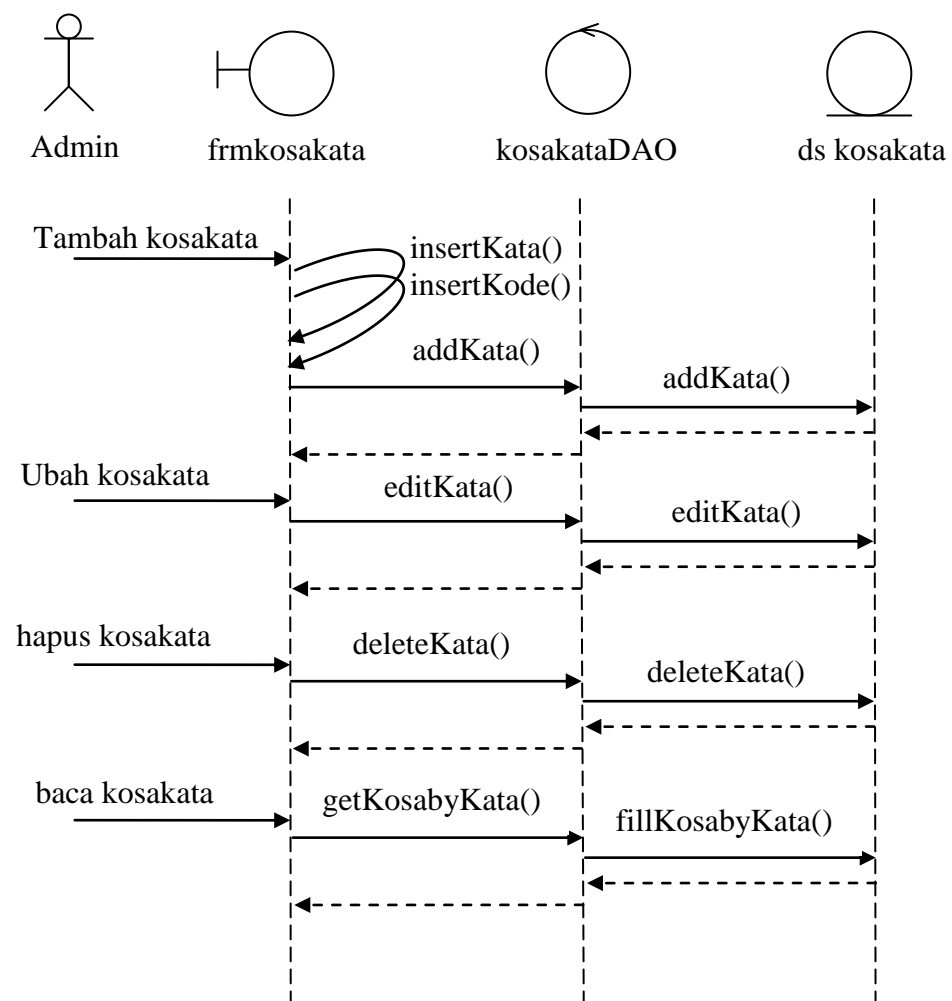 Admin
frmkosakata
kosakataDAO
ds kosakata
Tambah kosakata
insertKata()
insertKode()
addKata()
addKata()
Ubah kosakata
editKata()
editKata()
hapus kosakata
deleteKata()
deleteKata()
baca kosakata
getKosabyKata()
fillKosabyKata()